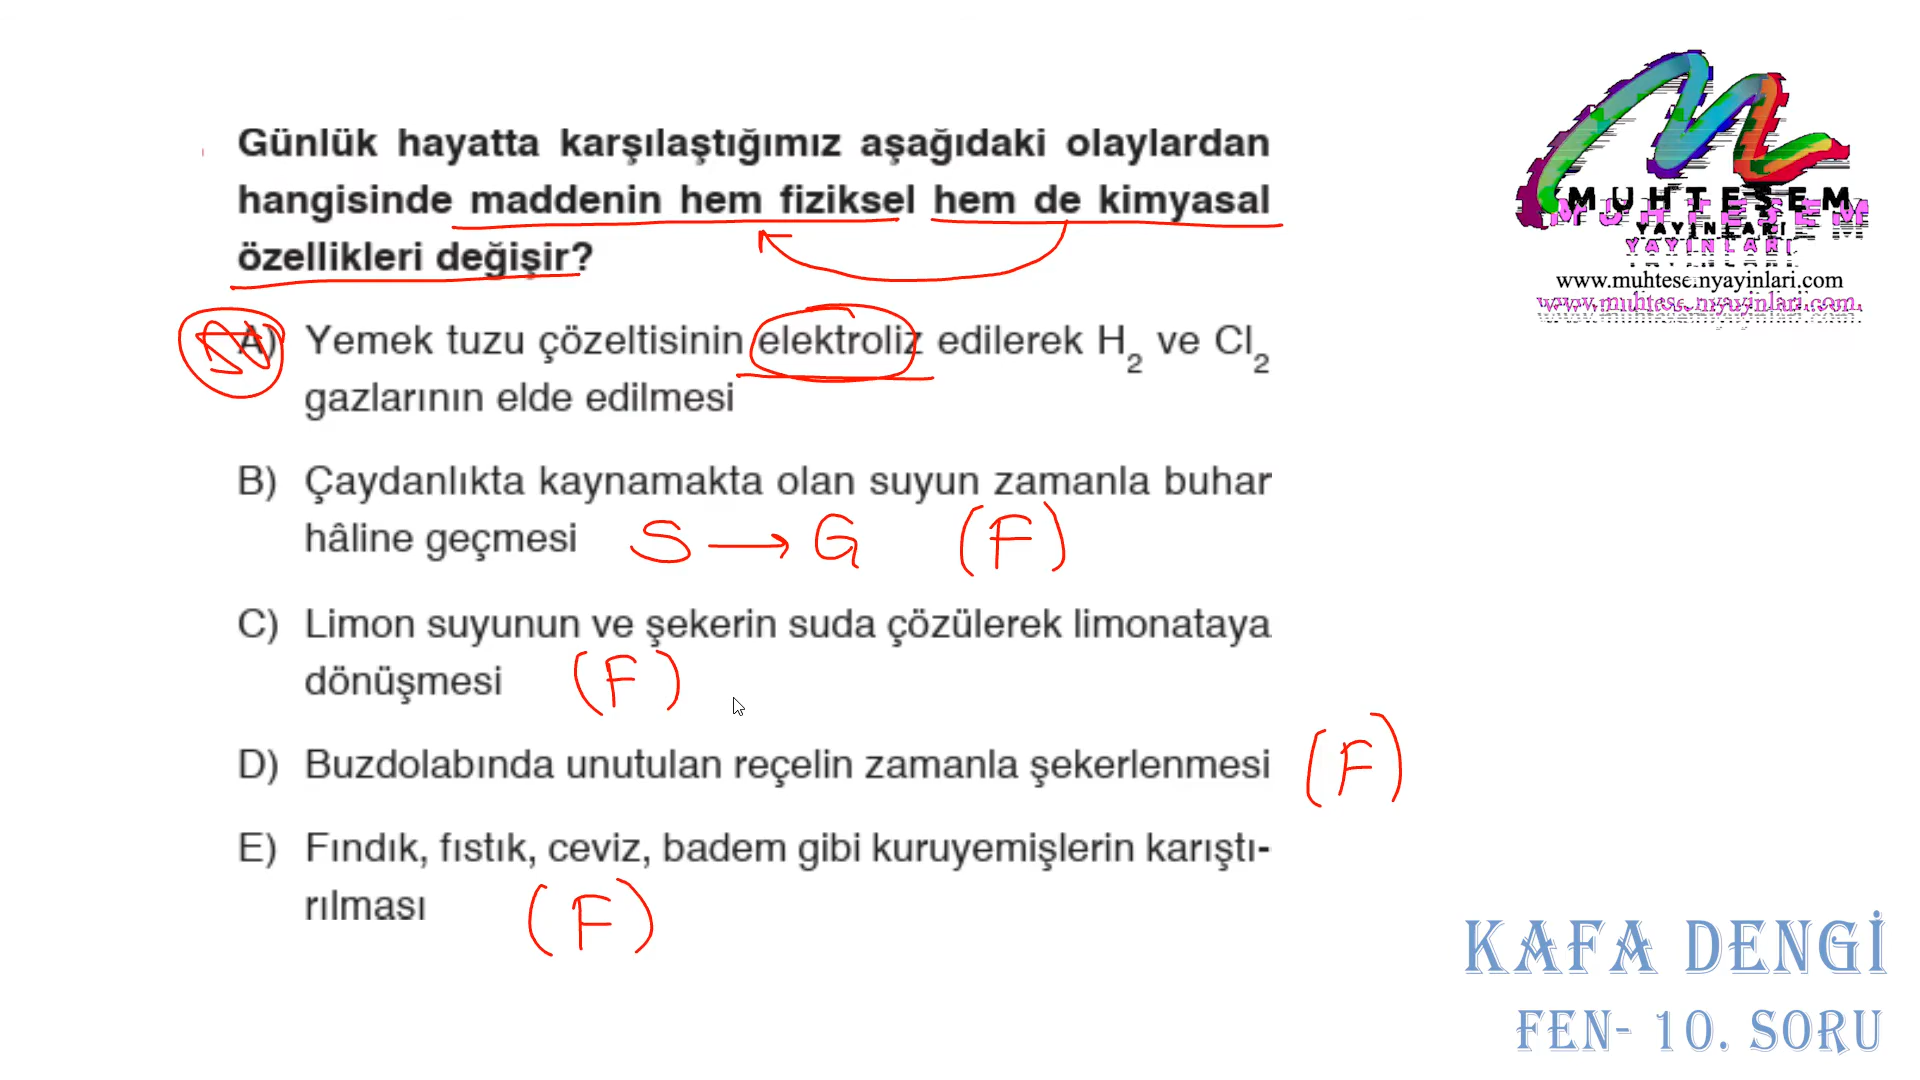 Günlük hayatta karşılaştığımız aşağıdaki olaylardan
hangisinde maddenin hem fiziksel hem de kimyasal
özellikleri değişir?
A) Yemek tuzu çözeltisinin elektroliz edilerek H₂ ve Cl₂
gazlarının elde edilmesi
B) Çaydanlıkta kaynamakta olan suyun zamanla buhar
hâline geçmesi S → G (F)
C) Limon suyunun ve şekerin suda çözülerek limonataya
dönüşmesi (F)
D) Buzdolabında unutulan reçelin zamanla şekerlenmesi (F)
E) Fındık, fıstık, ceviz, badem gibi kuruyemişlerin karıştı-
rılması (F)
MUHTEŞEM
YAYINLARI
www.muhtesemyayinlari.com
KAFA DENGİ
FEN- 10. SORU